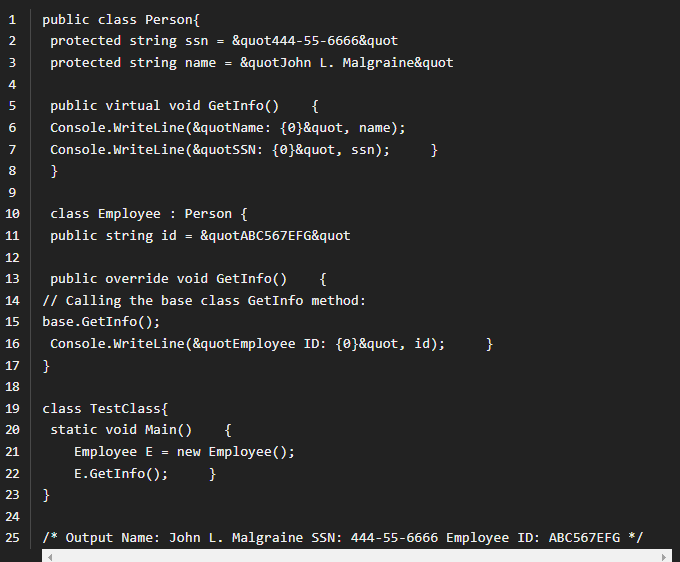 1 public class Person{
2 protected string ssn = &quot444-55-6666&quot
3 protected string name = &quotJohn L. Malgraine&quot
4
5 public virtual void GetInfo()    {
6 Console.WriteLine(&quotName: {0}&quot, name);
7 Console.WriteLine(&quotSSN: {0}&quot, ssn);     }
8 }
9
10 class Employee : Person {
11 public string id = &quotABC567EFG&quot
12
13 public override void GetInfo()    {
14 // Calling the base class GetInfo method:
15 base.GetInfo();
16 Console.WriteLine(&quotEmployee ID: {0}&quot, id);     }
17 }
18
19 class TestClass{
20 static void Main()    {
21    Employee E = new Employee();
22    E.GetInfo();     }
23 }
24
25 /* Output Name: John L. Malgraine SSN: 444-55-6666 Employee ID: ABC567EFG */